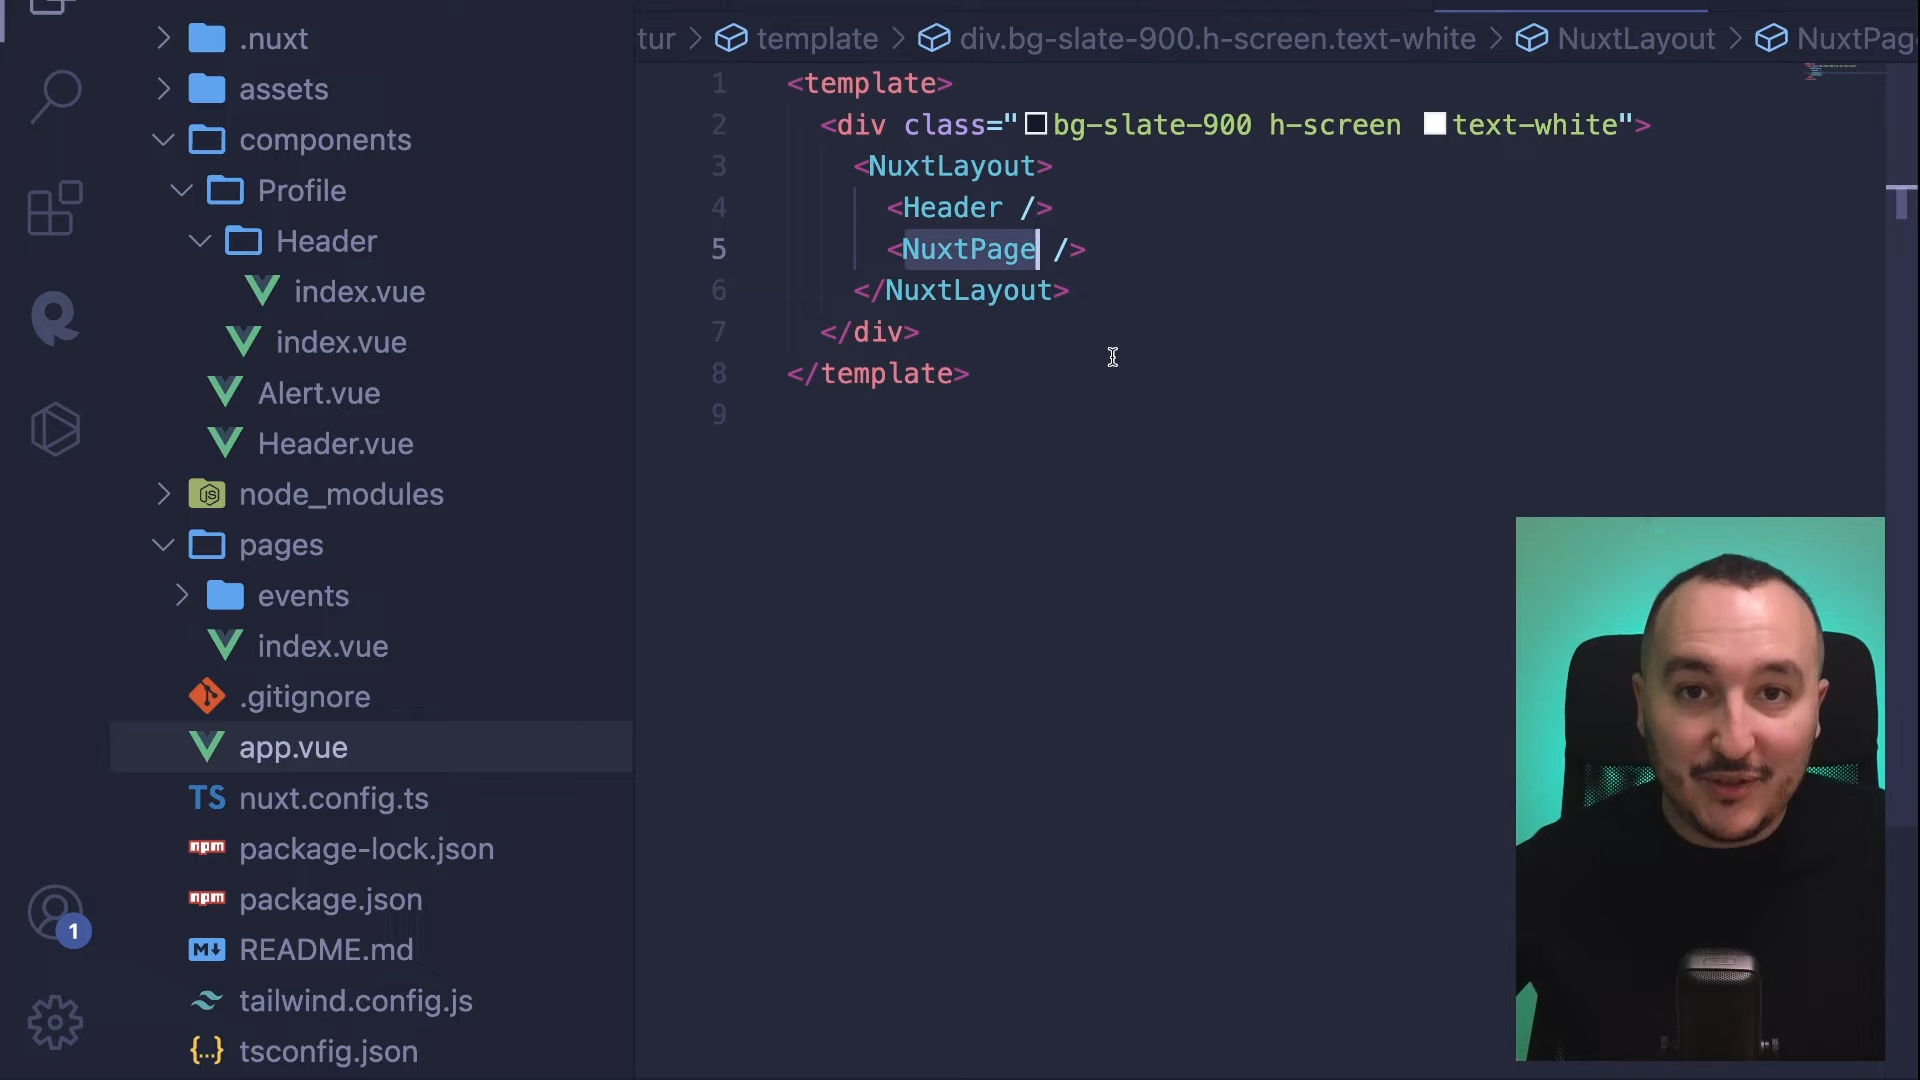 .nuxt
assets
components
Profile
Header
index.vue
index.vue
Alert.vue
Header.vue
node_modules
pages
events
index.vue
.gitignore
app.vue
TS nuxt.config.ts
npm package-lock.json
npm package.json
M README.md
tailwind.config.js
{...} tsconfig.json
1
tur > template > div.bg-slate-900.h-screen.text-white > NuxtLayout > NuxtPag
1 <template>
2 <div class="bg-slate-900 h-screen text-white">
3 <NuxtLayout>
4 <Header />
5 <NuxtPage />
6 </NuxtLayout>
7 </div>
8 </template>
9